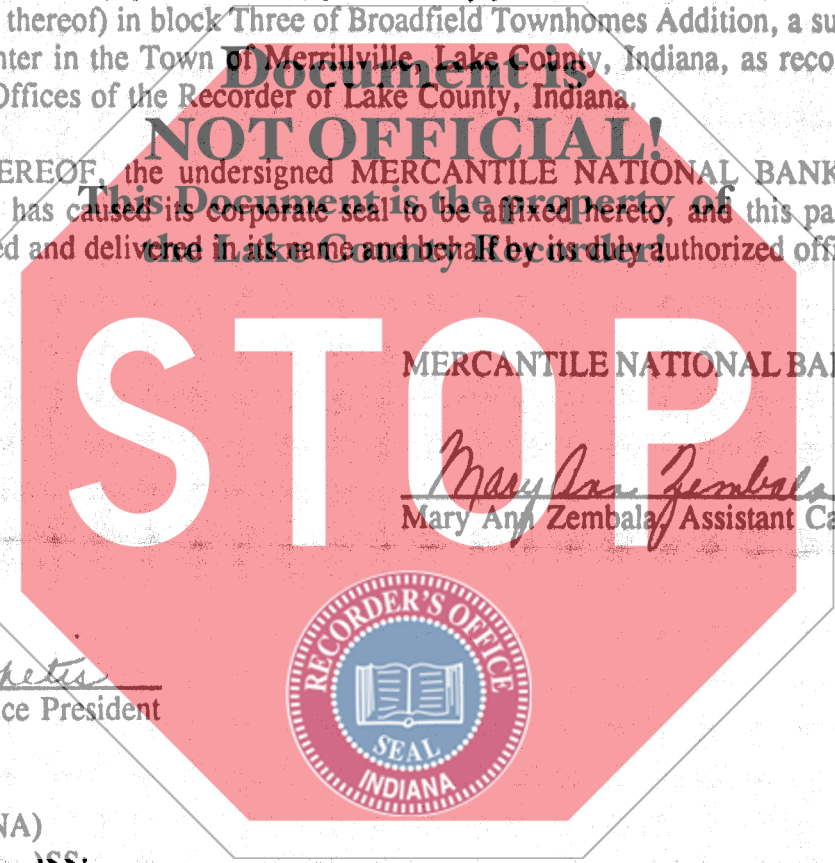 thereof) in block Three of Broadfield Townhomes Addition, a su
nter in the Town of Merrillville, Lake County, Indiana, as reco
Offices of the Recorder of Lake County, Indiana.
Document is
NOT OFFICIAL!
EREOF, the undersigned MERCANTILE NATIONAL BANK
This Document is the property of
has caused its corporate seal to be affixed hereto, and this pa
the Lake County Recorder!
ed and delivered in its name and behalf by its duly authorized offi
STOP
MERCANTILE NATIONAL BAN
Mary Ann Zembala
Mary Ann Zembala, Assistant Ca
RECORDER'S OFFICE
SEAL
INDIANA
ce President
NA)
)SS: